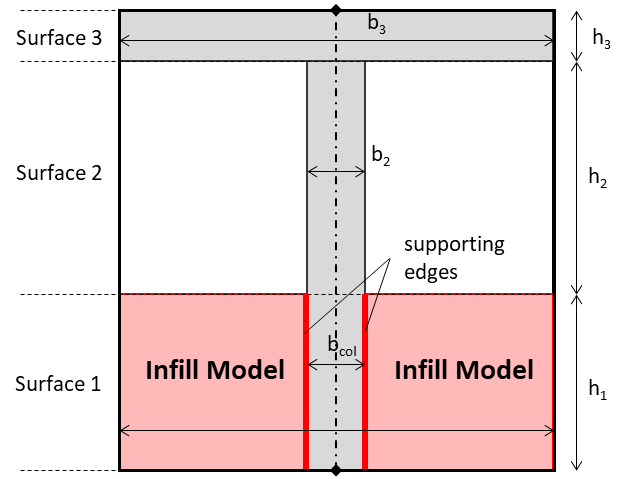 Surface 3
b3
h3
Surface 2
b2
h2
supporting
edges
bcol
Infill Model
Infill Model
Surface 1
h1